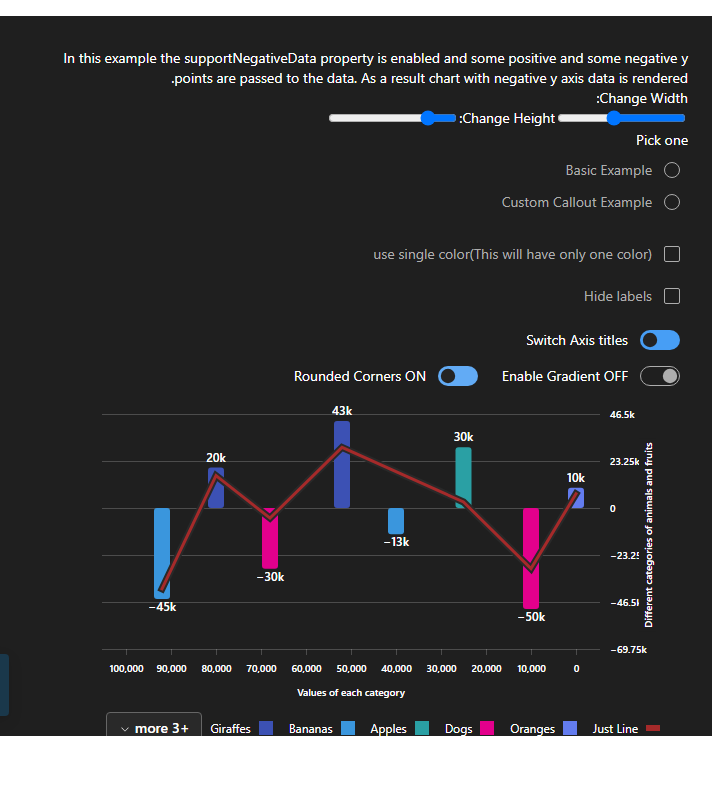 In this example the supportNegativeData property is enabled and some positive and some negative y
.points are passed to the data. As a result chart with negative y axis data is rendered
:Change Width
:Change Height
Pick one
Basic Example
Custom Callout Example
use single color(This will have only one color)
Hide labels
Switch Axis titles
Rounded Corners ON Enable Gradient OFF
43k 46.5k
30k
20k 23.25k
10k
0
−13k
−23.2
−30k
−45k −46.5
−50k
−69.75k
Different categories of animals and fruits
100,000 90,000 80,000 70,000 60,000 50,000 40,000 30,000 20,000 10,000 0
Values of each category
more 3+ Giraffes Bananas Apples Dogs Oranges Just Line